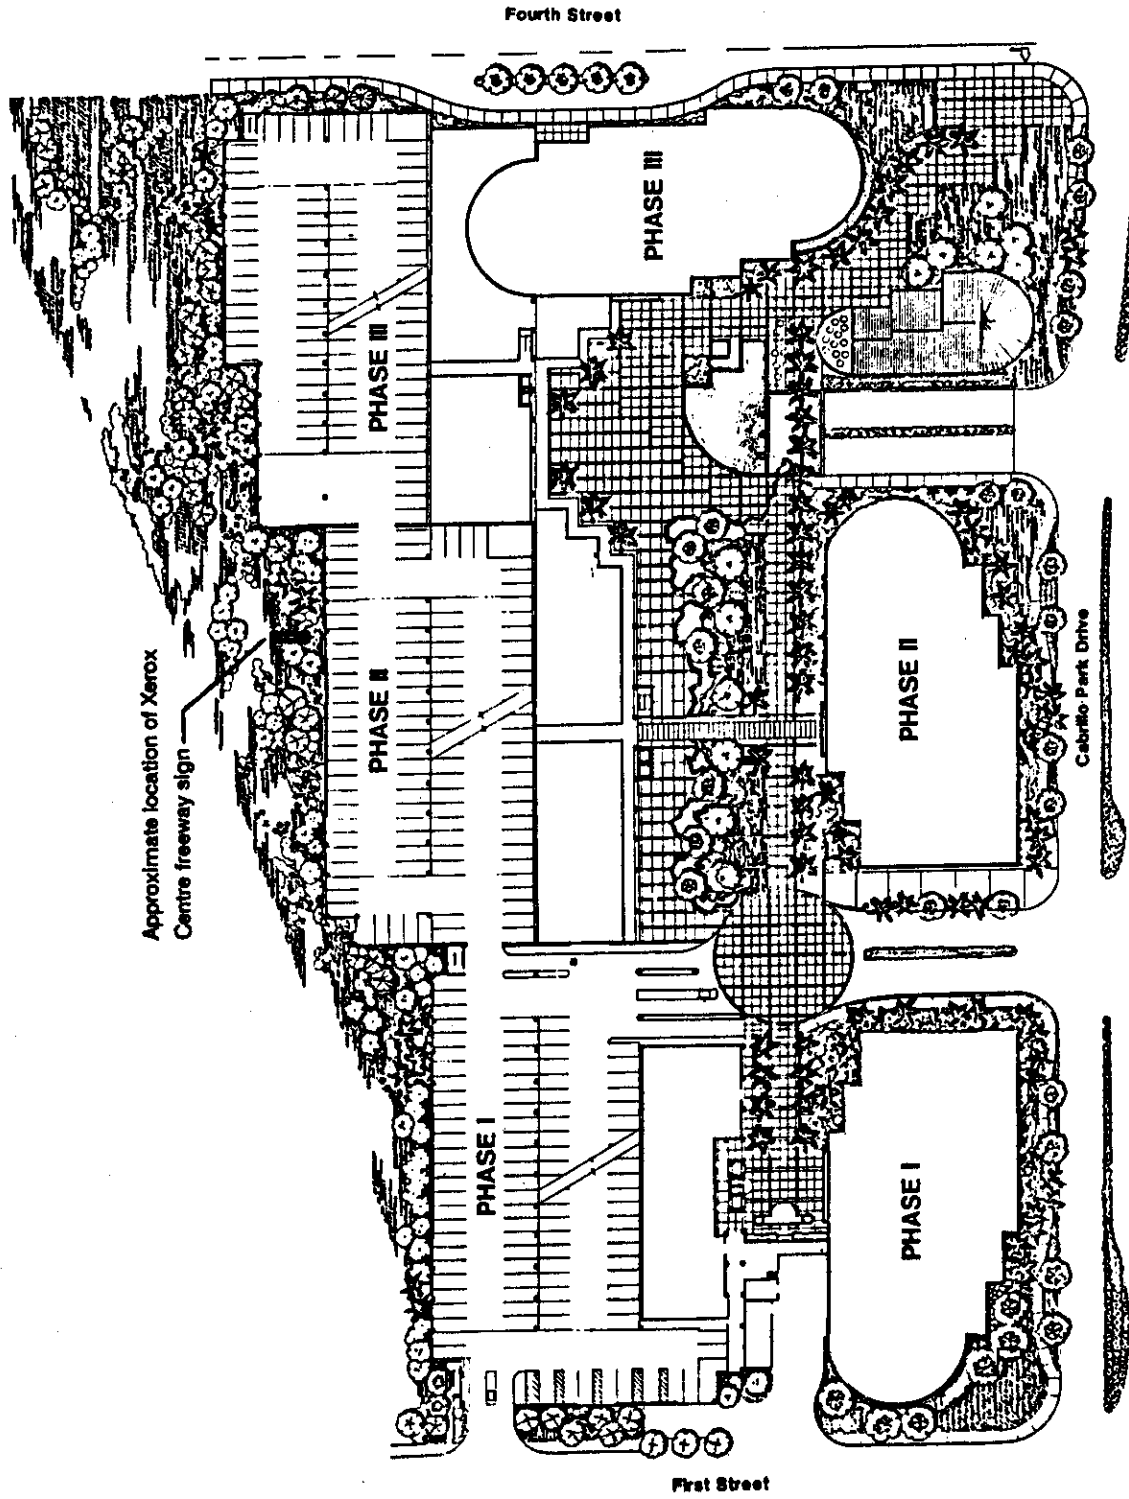 Fourth Street
PHASE III
PHASE III
Approximate location of Xerox
Centre freeway sign
PHASE II
PHASE II
Cabrillo Park Drive
PHASE I
PHASE I
First Street